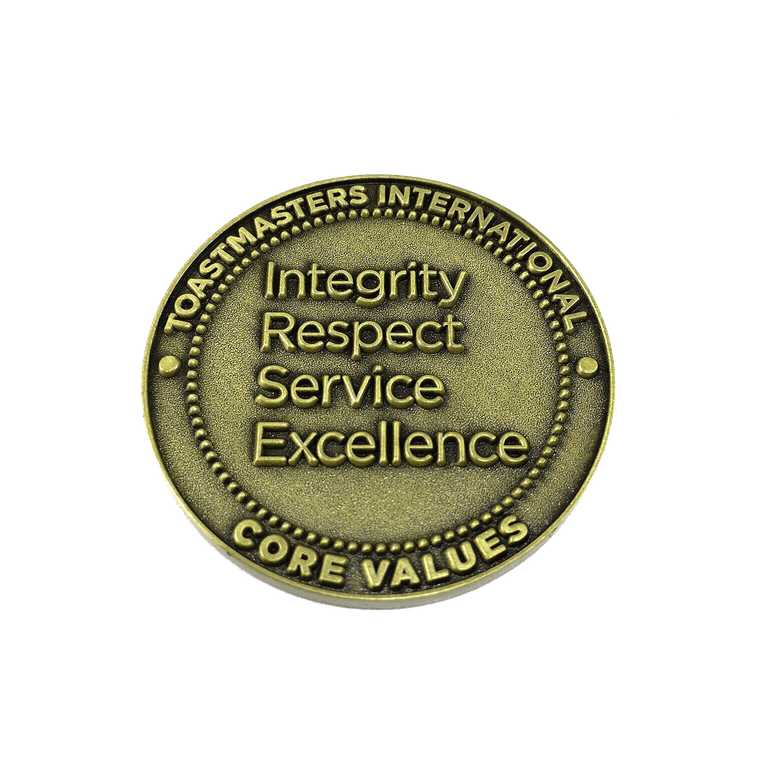 TOASTMASTERS INTERNATIONAL
Integrity
Respect
Service
Excellence
CORE VALUES